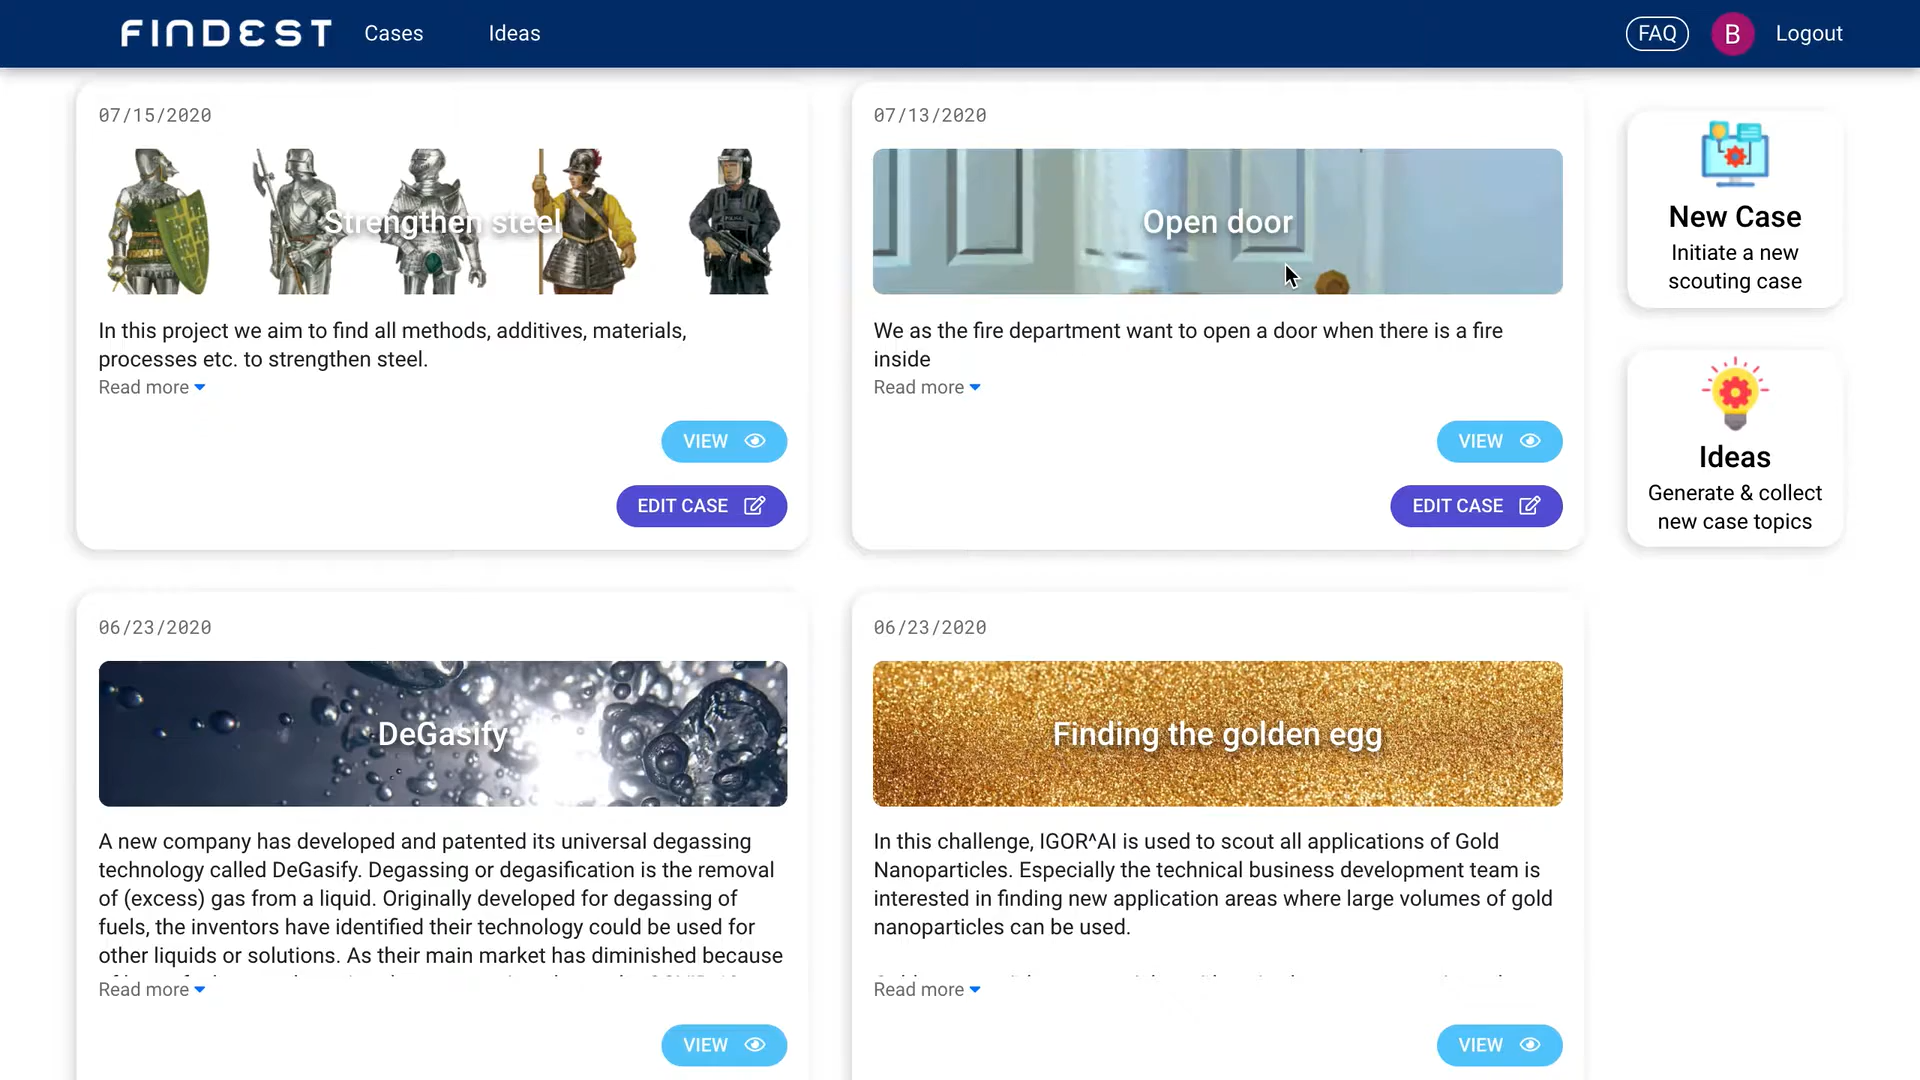 FINDEST Cases Ideas FAQ B Logout
07/15/2020
Strengthen steel
In this project we aim to find all methods, additives, materials,
processes etc. to strengthen steel.
Read more
VIEW
EDIT CASE
07/13/2020
Open door
We as the fire department want to open a door when there is a fire
inside
Read more
VIEW
EDIT CASE
New Case
Initiate a new
scouting case
Ideas
Generate & collect
new case topics
06/23/2020
DeGasify
A new company has developed and patented its universal degassing
technology called DeGasify. Degassing or degasification is the removal
of (excess) gas from a liquid. Originally developed for degassing of
fuels, the inventors have identified their technology could be used for
other liquids or solutions. As their main market has diminished because
Read more
VIEW
06/23/2020
Finding the golden egg
In this challenge, IGOR^AI is used to scout all applications of Gold
Nanoparticles. Especially the technical business development team is
interested in finding new application areas where large volumes of gold
nanoparticles can be used.
Read more
VIEW